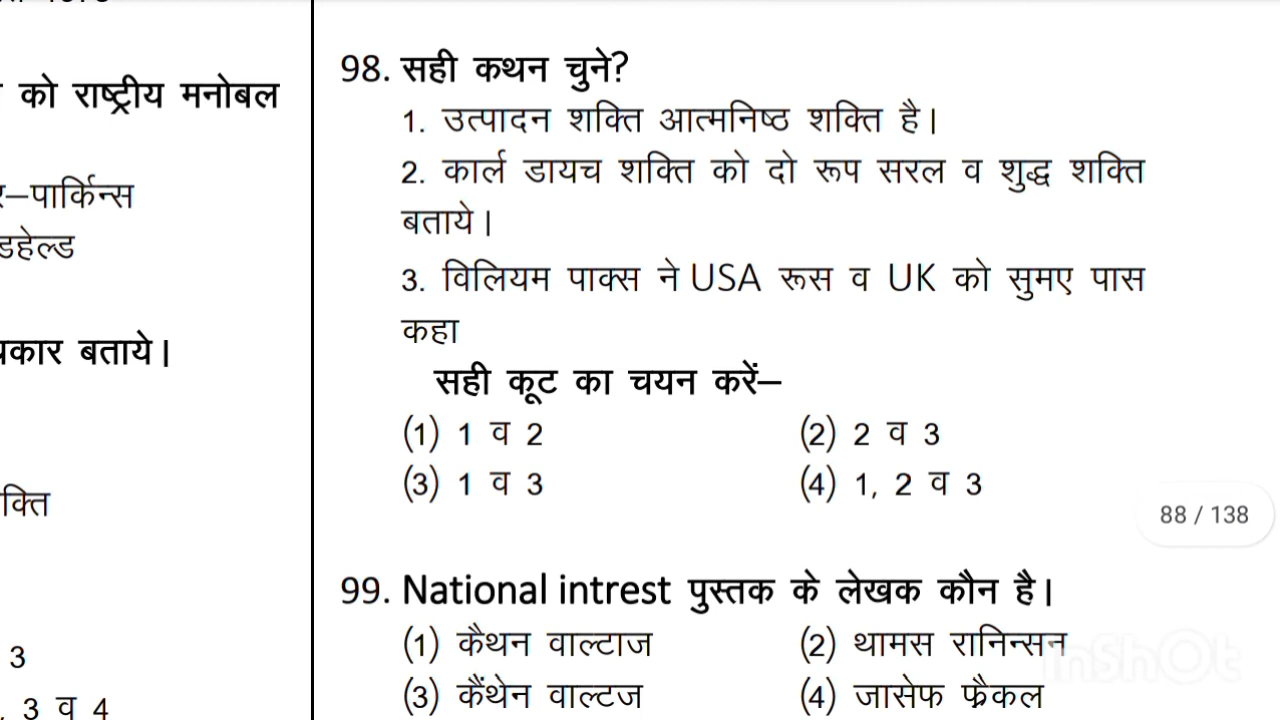 को राष्ट्रीय मनोबल
–पार्किन्स
डहेल्ड
प्रकार बताये।
क्ति
3
, 3 व 4
98. सही कथन चुने?
1. उत्पादन शक्ति आत्मनिष्ठ शक्ति है।
2. कार्ल डायच शक्ति को दो रूप सरल व शुद्ध शक्ति
बताये।
3. विलियम पाक्स ने USA रूस व UK को सुमए पास
कहा
सही कूट का चयन करें–
(1) 1 व 2 (2) 2 व 3
(3) 1 व 3 (4) 1, 2 व 3
88 / 138
99. National intrest पुस्तक के लेखक कौन है।
(1) कैथन वाल्टाज (2) थामस रानिन्सन
(3) कैंथेन वाल्टज (4) जासेफ फ्रैकल
InShOt